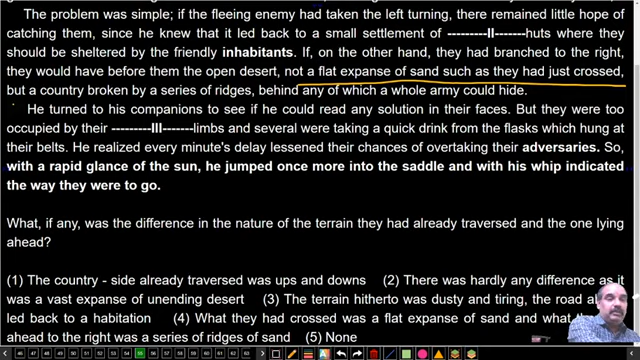 The problem was simple; if the fleeing enemy had taken the left turning, there remained little hope of
catching them, since he knew that it led back to a small settlement of ---------II-------huts where they
should be sheltered by the friendly inhabitants. If, on the other hand, they had branched to the right,
they would have before them the open desert, not a flat expanse of sand such as they had just crossed,
but a country broken by a series of ridges, behind any of which a whole army could hide.
He turned to his companions to see if he could read any solution in their faces. But they were too
occupied by their ---------III-------limbs and several were taking a quick drink from the flasks which hung at
their belts. He realized every minute's delay lessened their chances of overtaking their adversaries. So,
with a rapid glance of the sun, he jumped once more into the saddle and with his whip indicated
the way they were to go.
What, if any, was the difference in the nature of the terrain they had already traversed and the one lying
ahead?
(1) The country - side already traversed was ups and downs (2) There was hardly any difference as it
was a vast expanse of unending desert (3) The terrain hitherto was dusty and tiring, the road
led back to a habitation (4) What they had crossed was a flat expanse of sand and what
ahead to the right was a series of ridges of sand (5) None